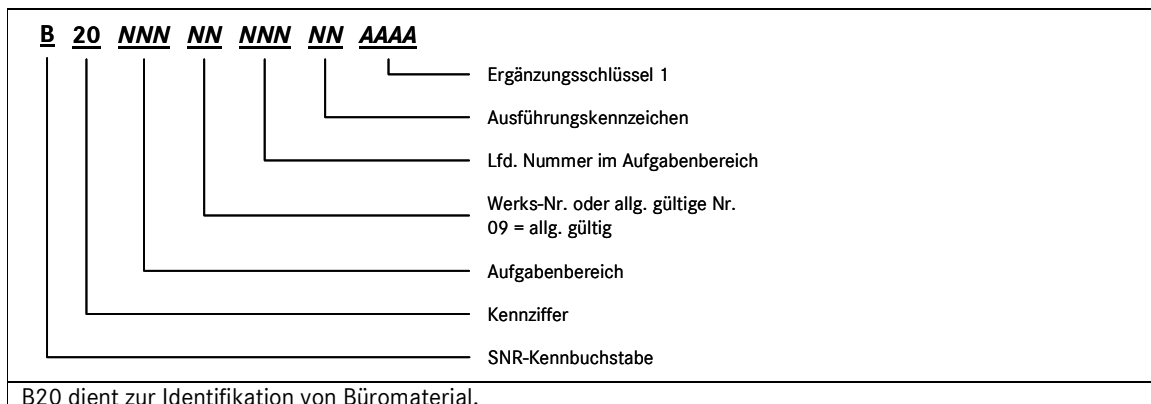 B 20 NNN NN NNN NN AAAA
Ergänzungsschlüssel 1
Ausführungskennzeichen
Lfd. Nummer im Aufgabenbereich
Werks-Nr. oder allg. gültige Nr.
09 = allg. gültig
Aufgabenbereich
Kennziffer
SNR-Kennbuchstabe
B20 dient zur Identifikation von Büromaterial.